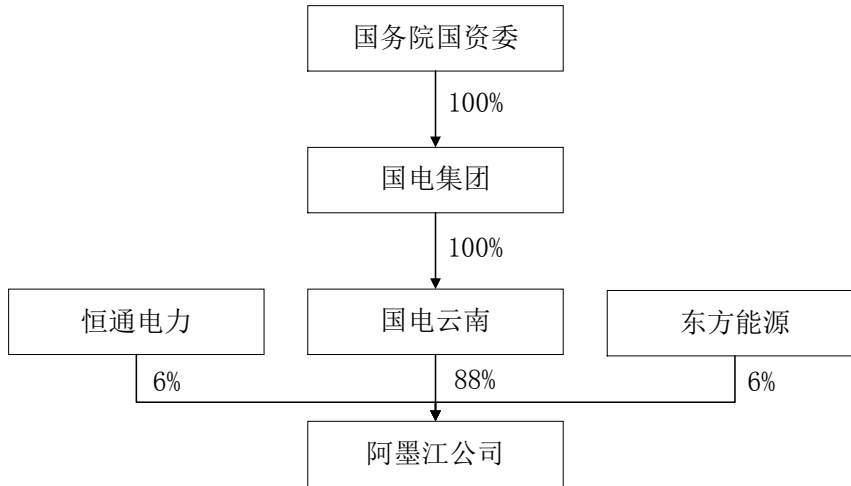 国务院国资委
100%
国电集团
100%
恒通电力
国电云南
东方能源
6%
88%
6%
阿墨江公司